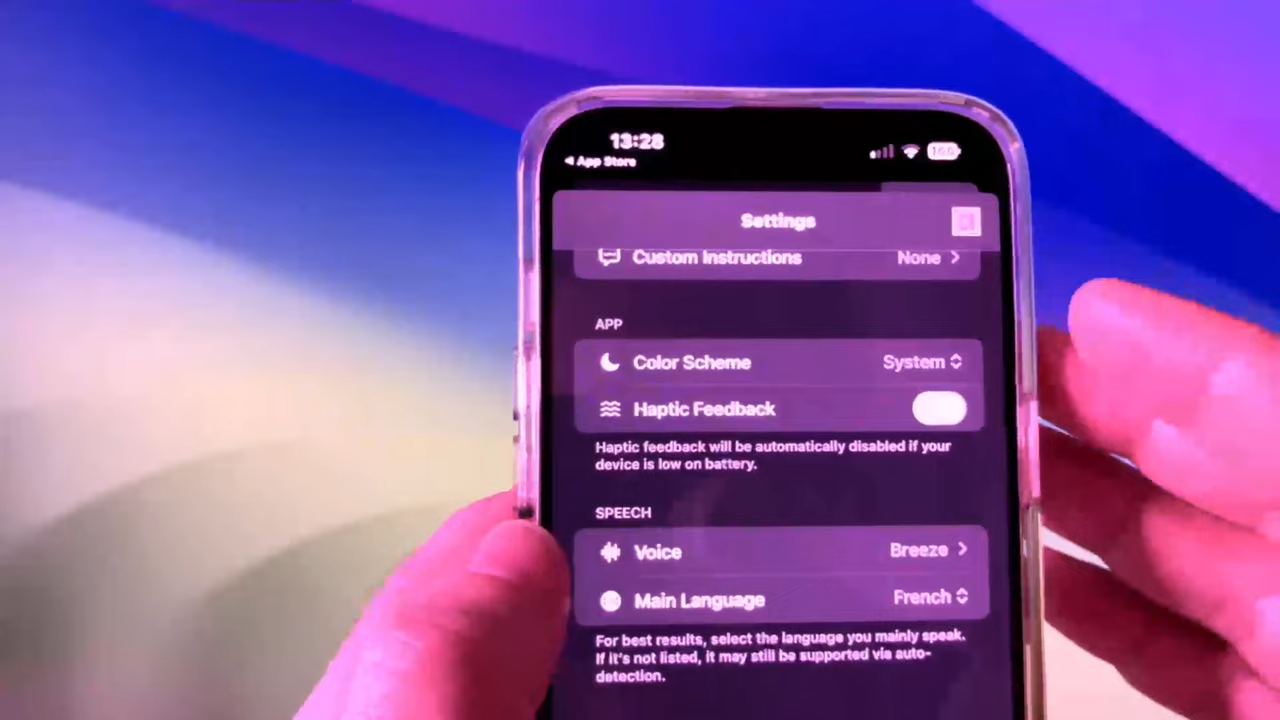 13:28
◀ App Store
100
Settings
Custom Instructions None
APP
Color Scheme System
Haptic Feedback
Haptic feedback will be automatically disabled if your
device is low on battery.
SPEECH
Voice Breeze
Main Language French
For best results, select the language you mainly speak.
If it's not listed, it may still be supported via auto-
detection.